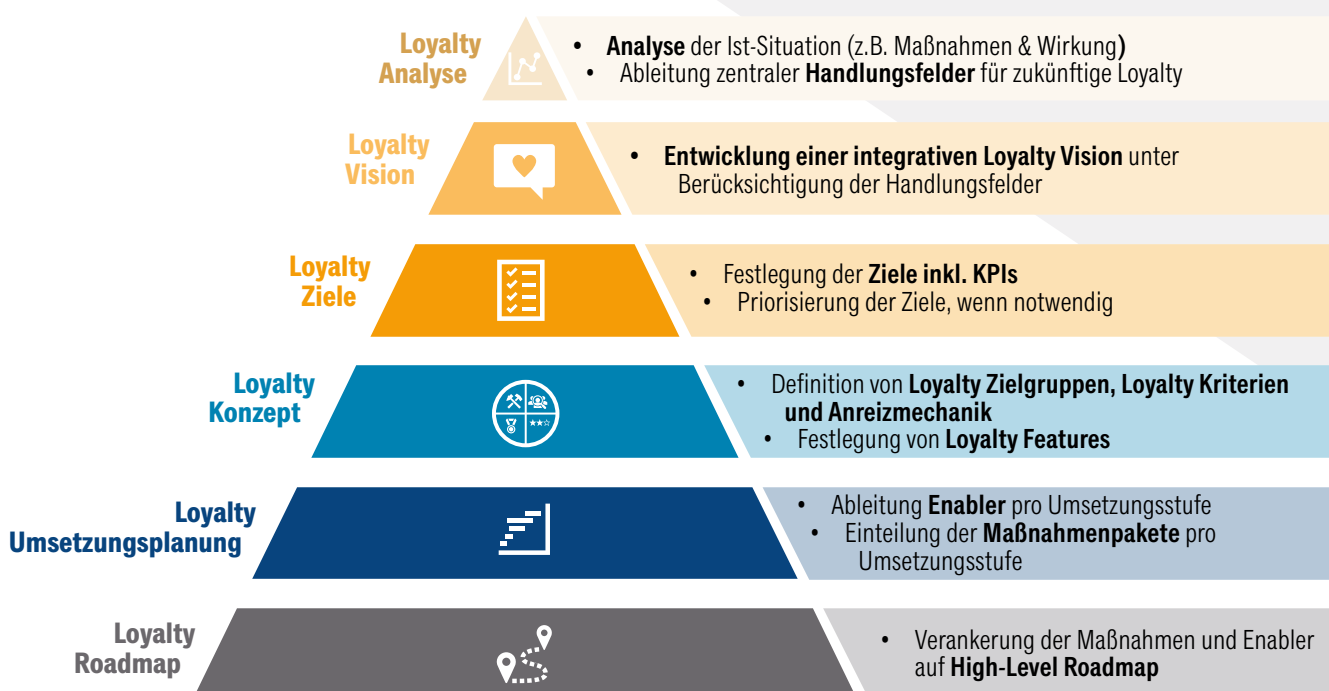 Loyalty
Analyse
• Analyse der Ist-Situation (z.B. Maßnahmen & Wirkung)
• Ableitung zentraler Handlungsfelder für zukünftige Loyalty
Loyalty
Vision
• Entwicklung einer integrativen Loyalty Vision unter
Berücksichtigung der Handlungsfelder
Loyalty
Ziele
• Festlegung der Ziele inkl. KPIs
• Priorisierung der Ziele, wenn notwendig
Loyalty
Konzept
• Definition von Loyalty Zielgruppen, Loyalty Kriterien
und Anreizmechanik
• Festlegung von Loyalty Features
Loyalty
Umsetzungsplanung
• Ableitung Enabler pro Umsetzungsstufe
• Einteilung der Maßnahmenpakete pro
Umsetzungsstufe
Loyalty
Roadmap
• Verankerung der Maßnahmen und Enabler
auf High-Level Roadmap